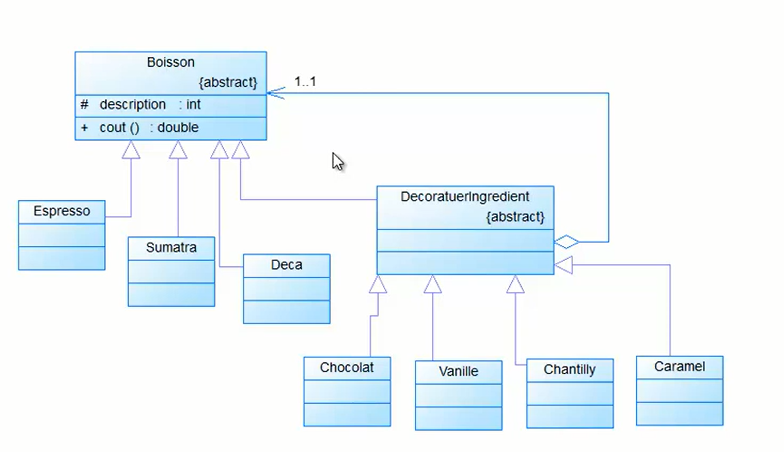 Boisson
{abstract}
1..1
# description : int
+ cout () : double
DecoratuerIngredient
{abstract}
Espresso
Sumatra
Deca
Chocolat
Vanille
Chantilly
Caramel